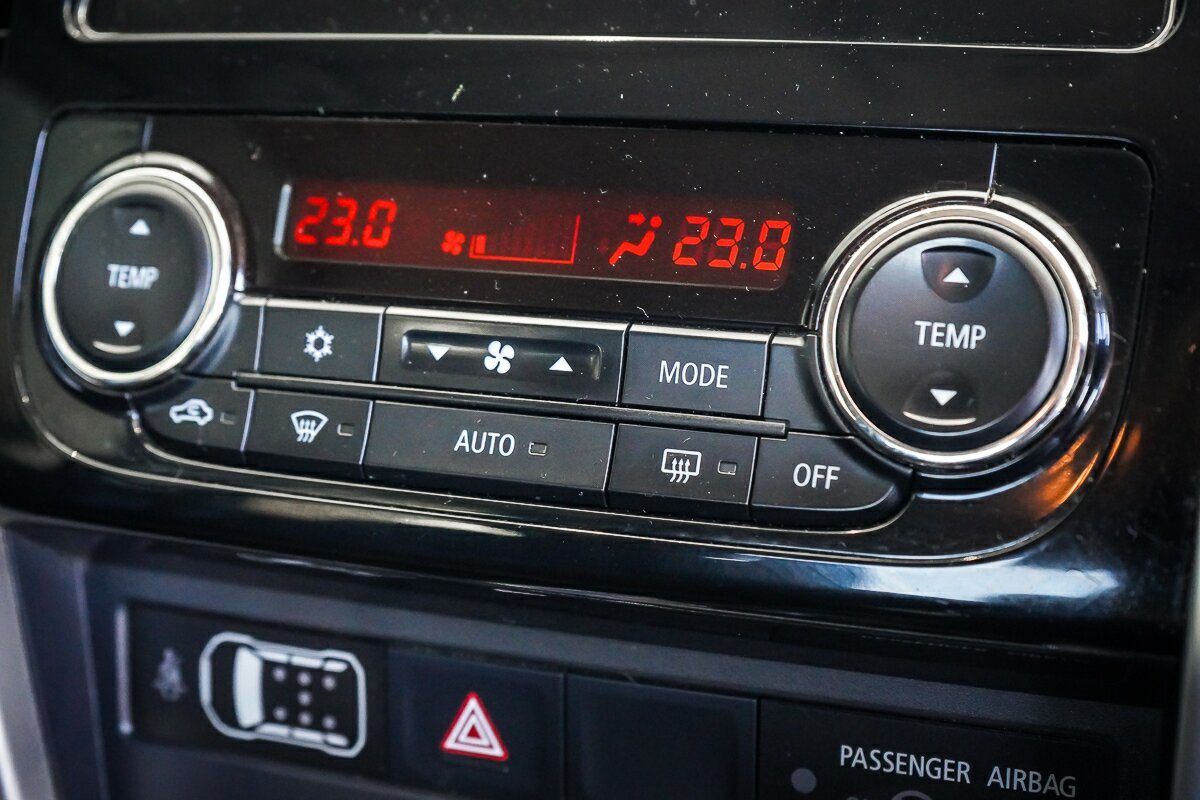 23.0 23.0
TEMP
TEMP
MODE
AUTO
OFF
PASSENGER AIRBAG